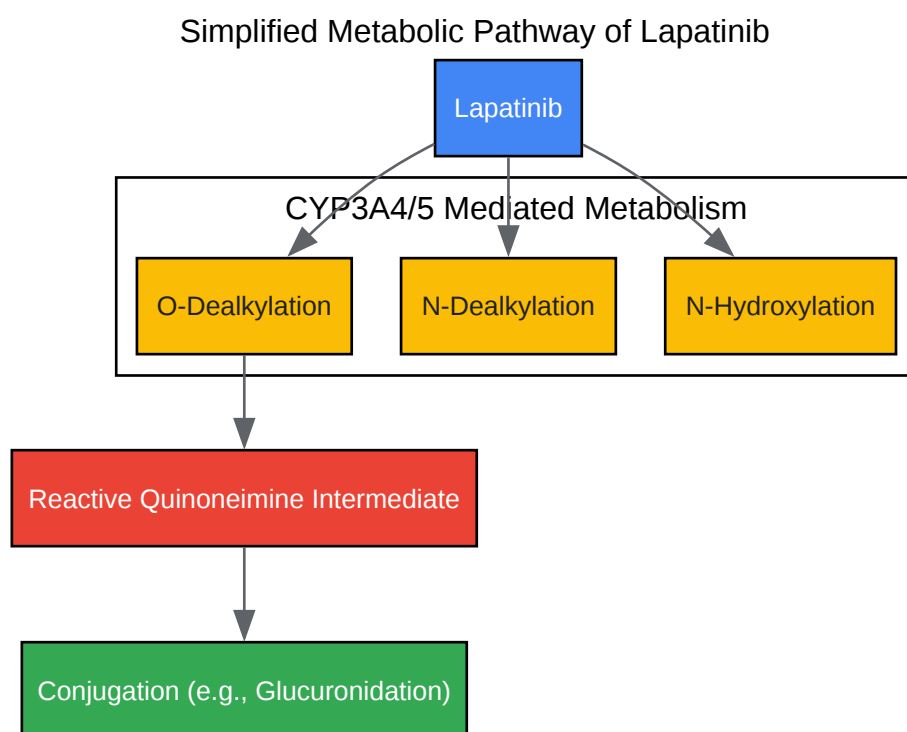 Simplified Metabolic Pathway of Lapatinib
Lapatinib
CYP3A4/5 Mediated Metabolism
O-Dealkylation
N-Dealkylation
N-Hydroxylation
Reactive Quinoneimine Intermediate
Conjugation (e.g., Glucuronidation)